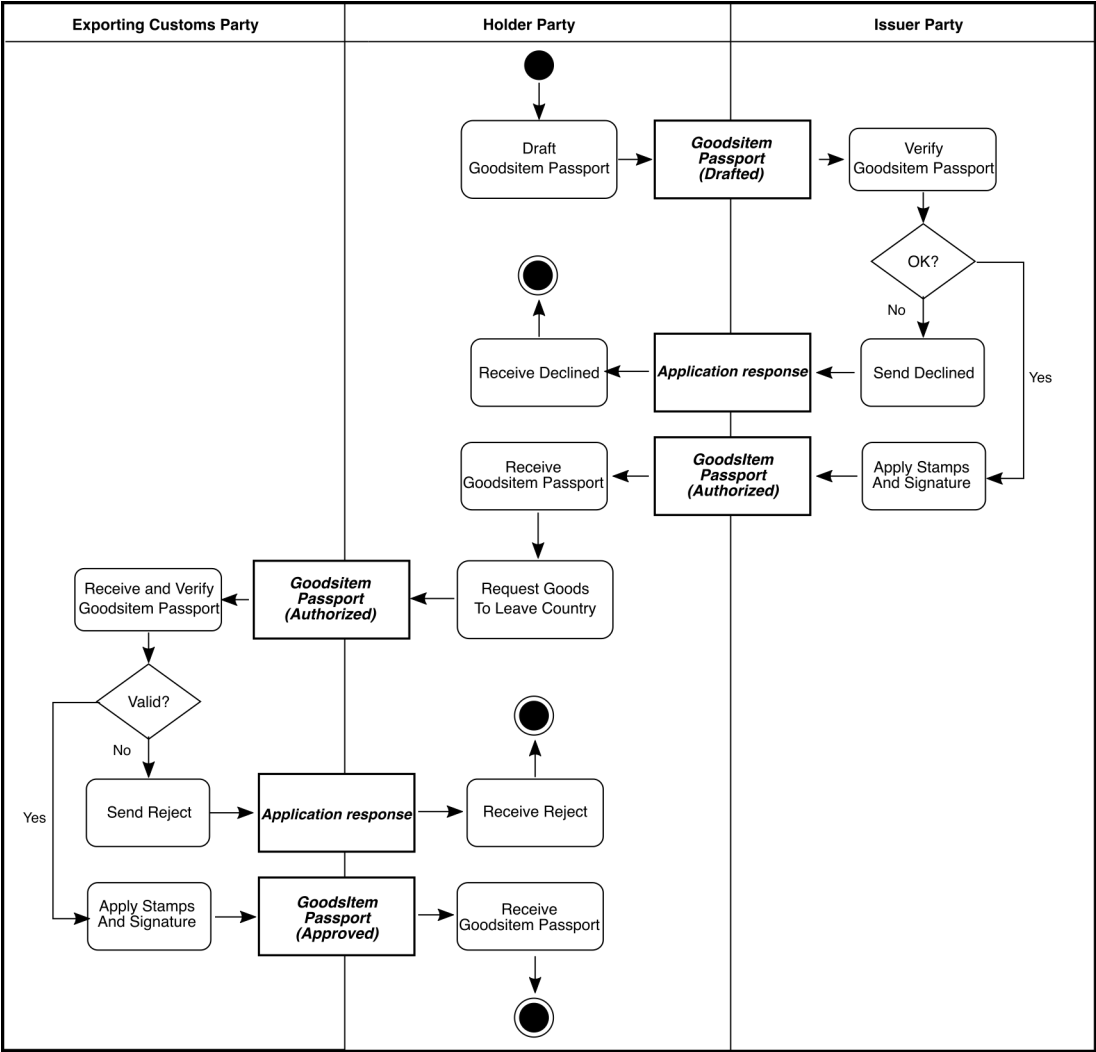 Exporting Customs Party
Holder Party
Issuer Party
Draft
Goodsitem Passport
Goodsitem
Passport
(Drafted)
Verify
Goodsitem Passport
OK?
No
Yes
Receive Declined
Application response
Send Declined
Receive
Goodsitem Passport
GoodsItem
Passport
(Authorized)
Apply Stamps
And Signature
Receive and Verify
Goodsitem Passport
Goodsitem
Passport
(Authorized)
Request Goods
To Leave Country
Valid?
No
Yes
Send Reject
Application response
Receive Reject
Apply Stamps
And Signature
GoodsItem
Passport
(Approved)
Receive
Goodsitem Passport